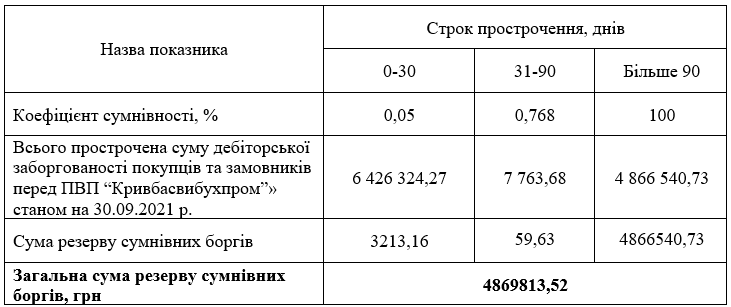 Назва показника
Строк прострочення, днів
0-30
31-90
Більше 90
Коефіцієнт сумнівності, %
0,05
0,768
100
Всього прострочена суму дебіторської
заборгованості покупців та замовників
перед ПВП “Кривбасвибухпром”»
станом на 30.09.2021 р.
6 426 324,27
7 763,68
4 866 540,73
Сума резерву сумнівних боргів
3213,16
59,63
4866540,73
Загальна сума резерву сумнівних
боргів, грн
4869813,52